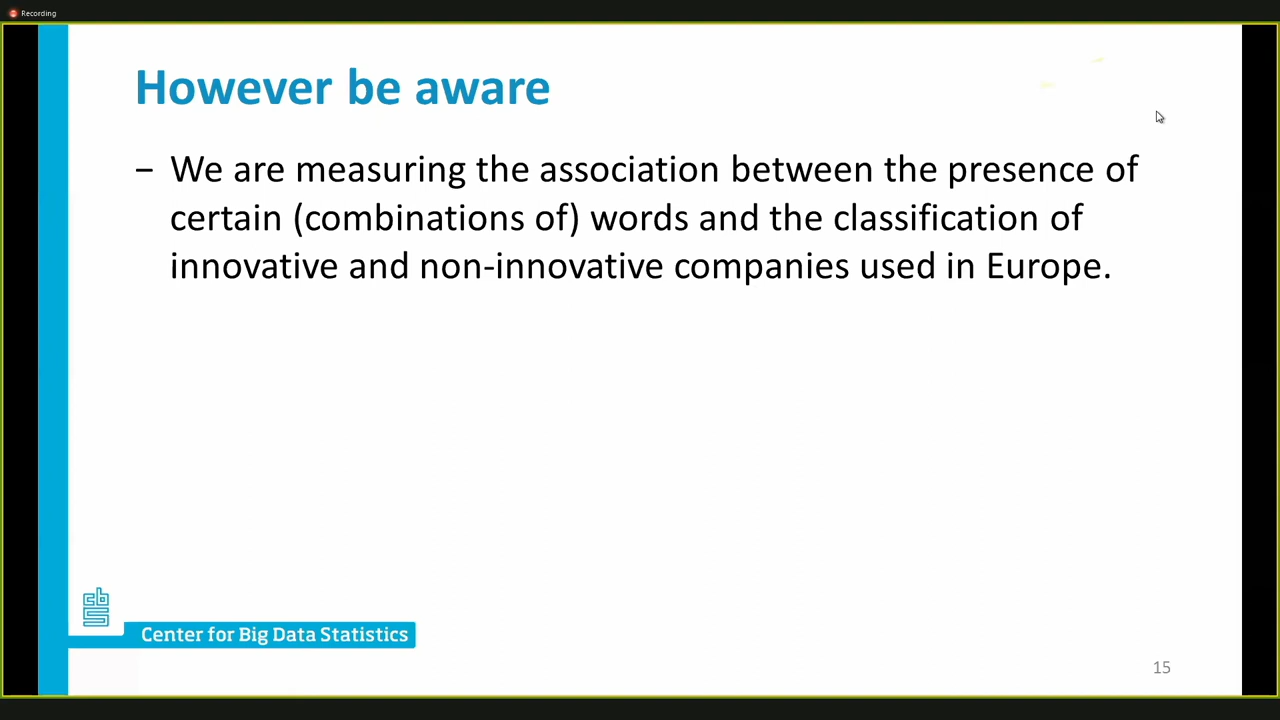 Recording
However be aware
– We are measuring the association between the presence of
certain (combinations of) words and the classification of
innovative and non-innovative companies used in Europe.
cbs
Center for Big Data Statistics
15